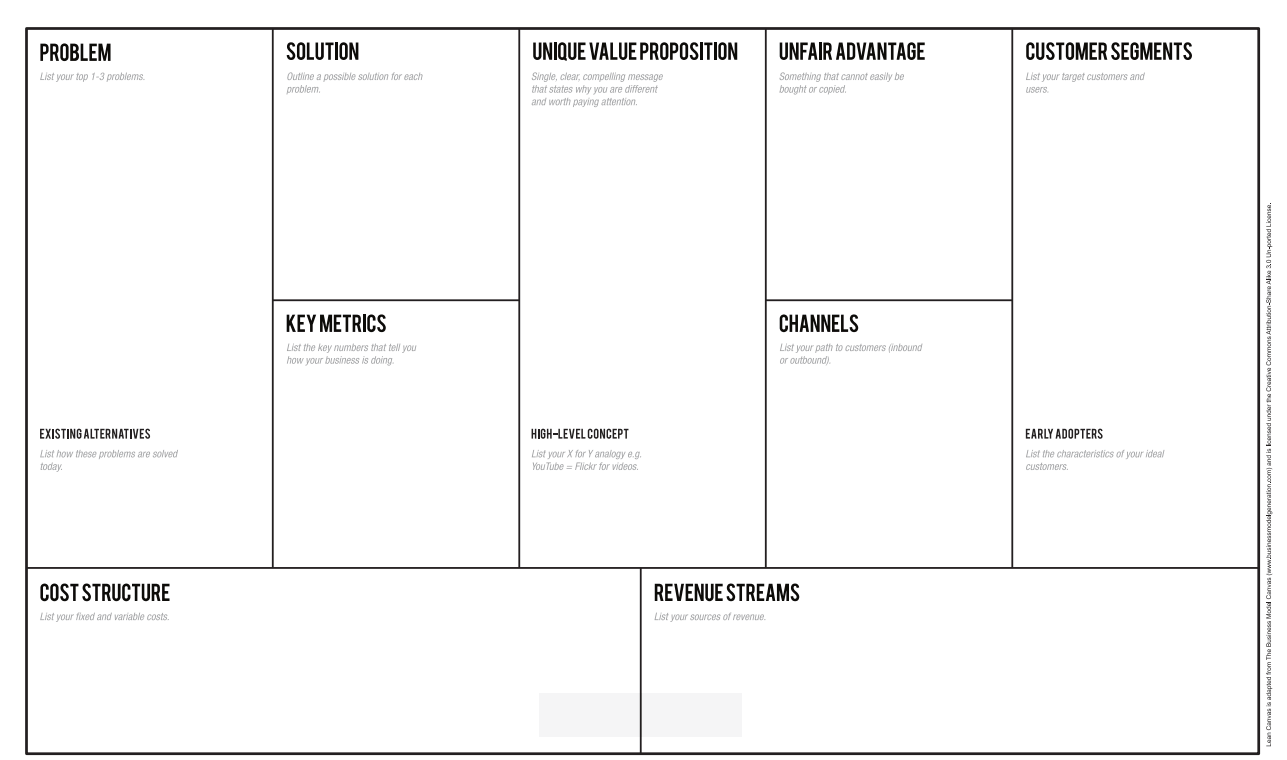 PROBLEM
List your top 1-3 problems.
EXISTING ALTERNATIVES
List how these problems are solved
today.
SOLUTION
Outline a possible solution for each
problem.
KEY METRICS
List the key numbers that tell you
how your business is doing.
UNIQUE VALUE PROPOSITION
Single, clear, compelling message
that states why you are different
and worth paying attention.
HIGH-LEVEL CONCEPT
List your X for Y analogy e.g.
YouTube = Flickr for videos.
UNFAIR ADVANTAGE
Something that cannot easily be
bought or copied.
CHANNELS
List your path to customers (inbound
or outbound).
CUSTOMER SEGMENTS
List your target customers and
users.
EARLY ADOPTERS
List the characteristics of your ideal
customers.
COST STRUCTURE
List your fixed and variable costs.
REVENUE STREAMS
List your sources of revenue.
Lean Canvas is adapted from The Business Model Canvas (www.businessmodelgeneration.com) and is licensed under the Creative Commons Attribution-Share Alike 3.0 Un-ported License.